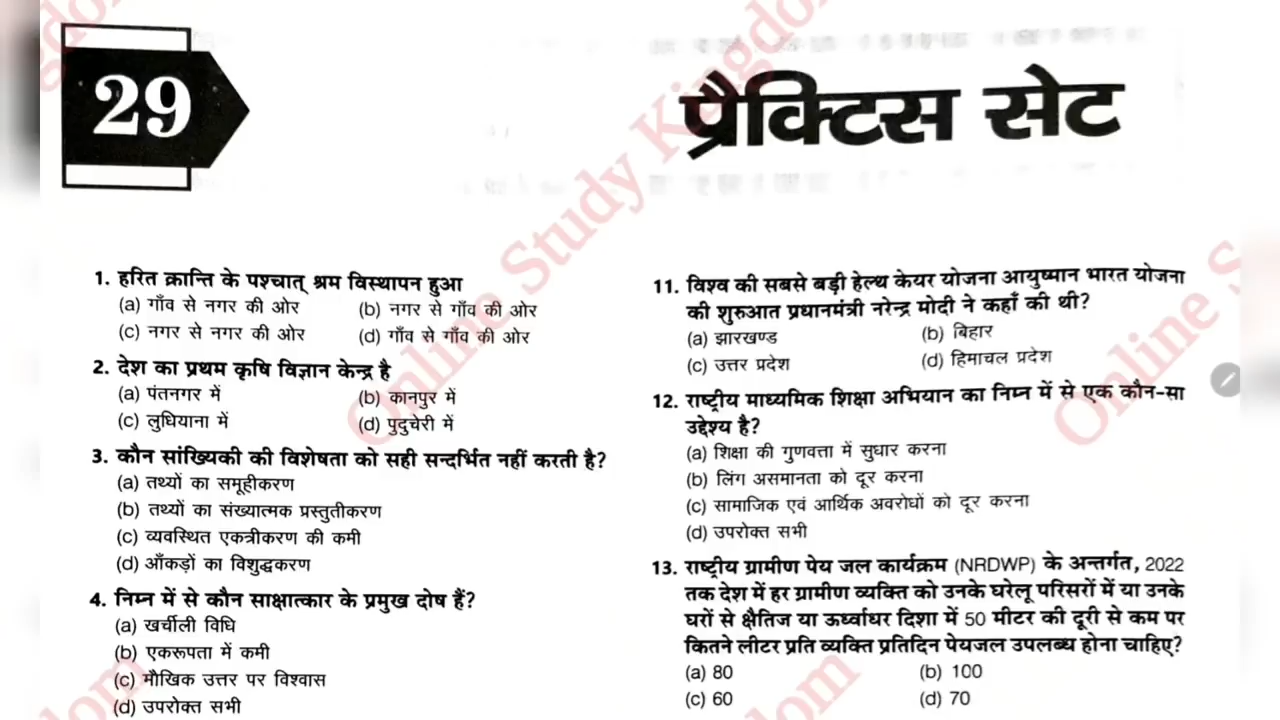 29
प्रैक्टिस सेट
1. हरित क्रान्ति के पश्चात् श्रम विस्थापन हुआ
(a) गाँव से नगर की ओर (b) नगर से गाँव की ओर
(c) नगर से नगर की ओर (d) गाँव से गाँव की ओर
2. देश का प्रथम कृषि विज्ञान केन्द्र है
(a) पंतनगर में (b) कानपुर में
(c) लुधियाना में (d) पुदुचेरी में
3. कौन सांख्यिकी की विशेषता को सही सन्दर्भित नहीं करती है?
(a) तथ्यों का समूहीकरण
(b) तथ्यों का संख्यात्मक प्रस्तुतीकरण
(c) व्यवस्थित एकत्रीकरण की कमी
(d) आँकड़ों का विशुद्धकरण
4. निम्न में से कौन साक्षात्कार के प्रमुख दोष हैं?
(a) खर्चीली विधि
(b) एकरूपता में कमी
(c) मौखिक उत्तर पर विश्वास
(d) उपरोक्त सभी
11. विश्व की सबसे बड़ी हेल्थ केयर योजना आयुष्मान भारत योजना
की शुरुआत प्रधानमंत्री नरेन्द्र मोदी ने कहाँ की थी?
(a) झारखण्ड (b) बिहार
(c) उत्तर प्रदेश (d) हिमाचल प्रदेश
12. राष्ट्रीय माध्यमिक शिक्षा अभियान का निम्न में से एक कौन-सा
उद्देश्य है?
(a) शिक्षा की गुणवत्ता में सुधार करना
(b) लिंग असमानता को दूर करना
(c) सामाजिक एवं आर्थिक अवरोधों को दूर करना
(d) उपरोक्त सभी
13. राष्ट्रीय ग्रामीण पेय जल कार्यक्रम (NRDWP) के अन्तर्गत, 2022
तक देश में हर ग्रामीण व्यक्ति को उनके घरेलू परिसरों में या उनके
घरों से क्षैतिज या ऊर्ध्वाधर दिशा में 50 मीटर की दूरी से कम पर
कितने लीटर प्रति व्यक्ति प्रतिदिन पेयजल उपलब्ध होना चाहिए?
(a) 80 (b) 100
(c) 60 (d) 70
Online Study Kingdom
Online S